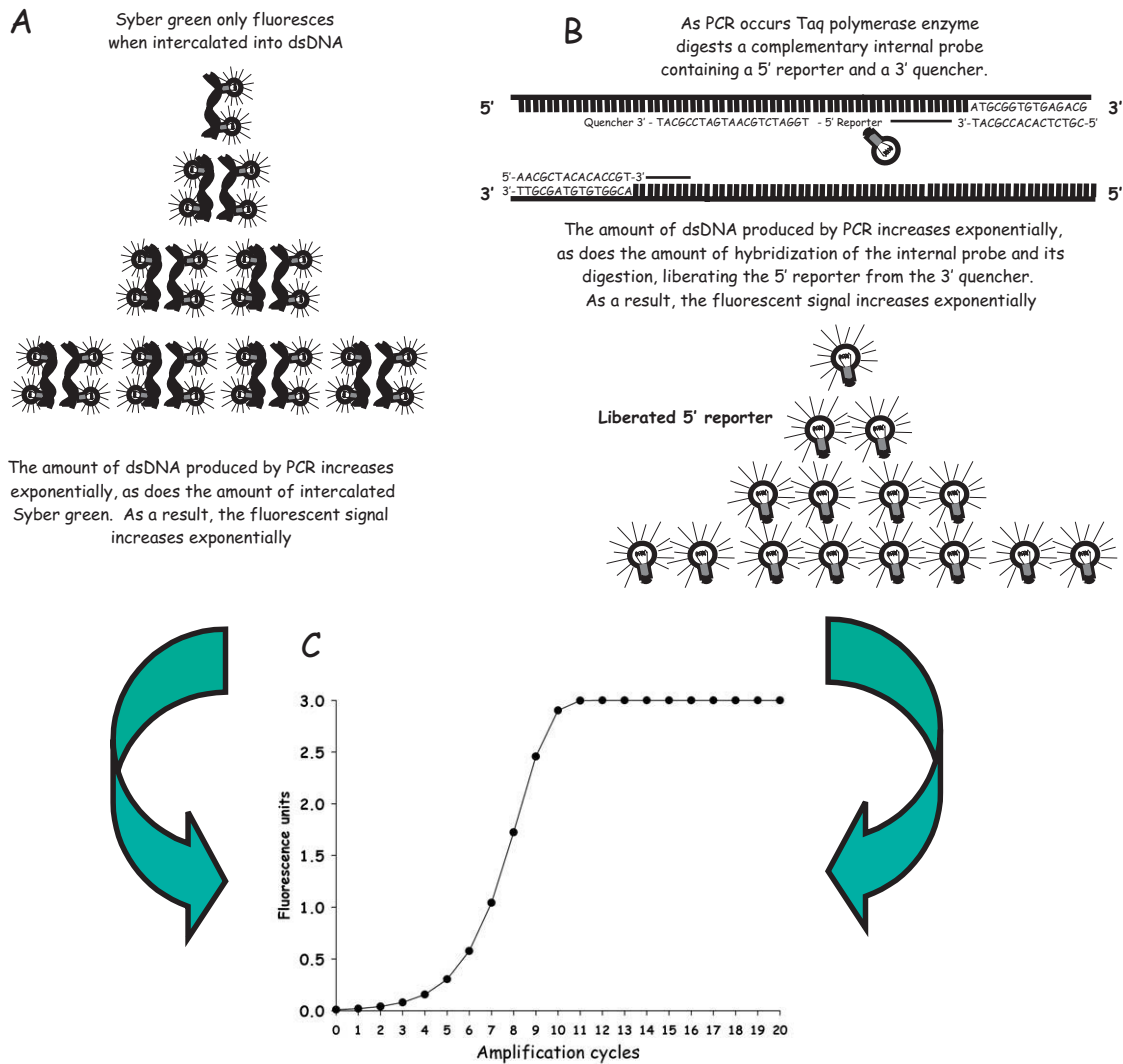 A
Syber green only fluoresces
when intercalated into dsDNA
The amount of dsDNA produced by PCR increases
exponentially, as does the amount of intercalated
Syber green. As a result, the fluorescent signal
increases exponentially
B
As PCR occurs Taq polymerase enzyme
digests a complementary internal probe
containing a 5' reporter and a 3' quencher.
5' ATGCGGTGTGAGACG 3'
Quencher 3' - TACGCCTAGTAACGTCTAGGT - 5' Reporter 3'-TACGCCACACTCTGC-5'
5'-AACGCTACACACCGT-3'
3' 3'-TTGCGATGTGTGGCA 5'
The amount of dsDNA produced by PCR increases exponentially,
as does the amount of hybridization of the internal probe and its
digestion, liberating the 5' reporter from the 3' quencher.
As a result, the fluorescent signal increases exponentially
Liberated 5' reporter
C
Fluorescence units
3.0
2.5
2.0
1.5
1.0
0.5
0.0
0 1 2 3 4 5 6 7 8 9 10 11 12 13 14 15 16 17 18 19 20
Amplification cycles